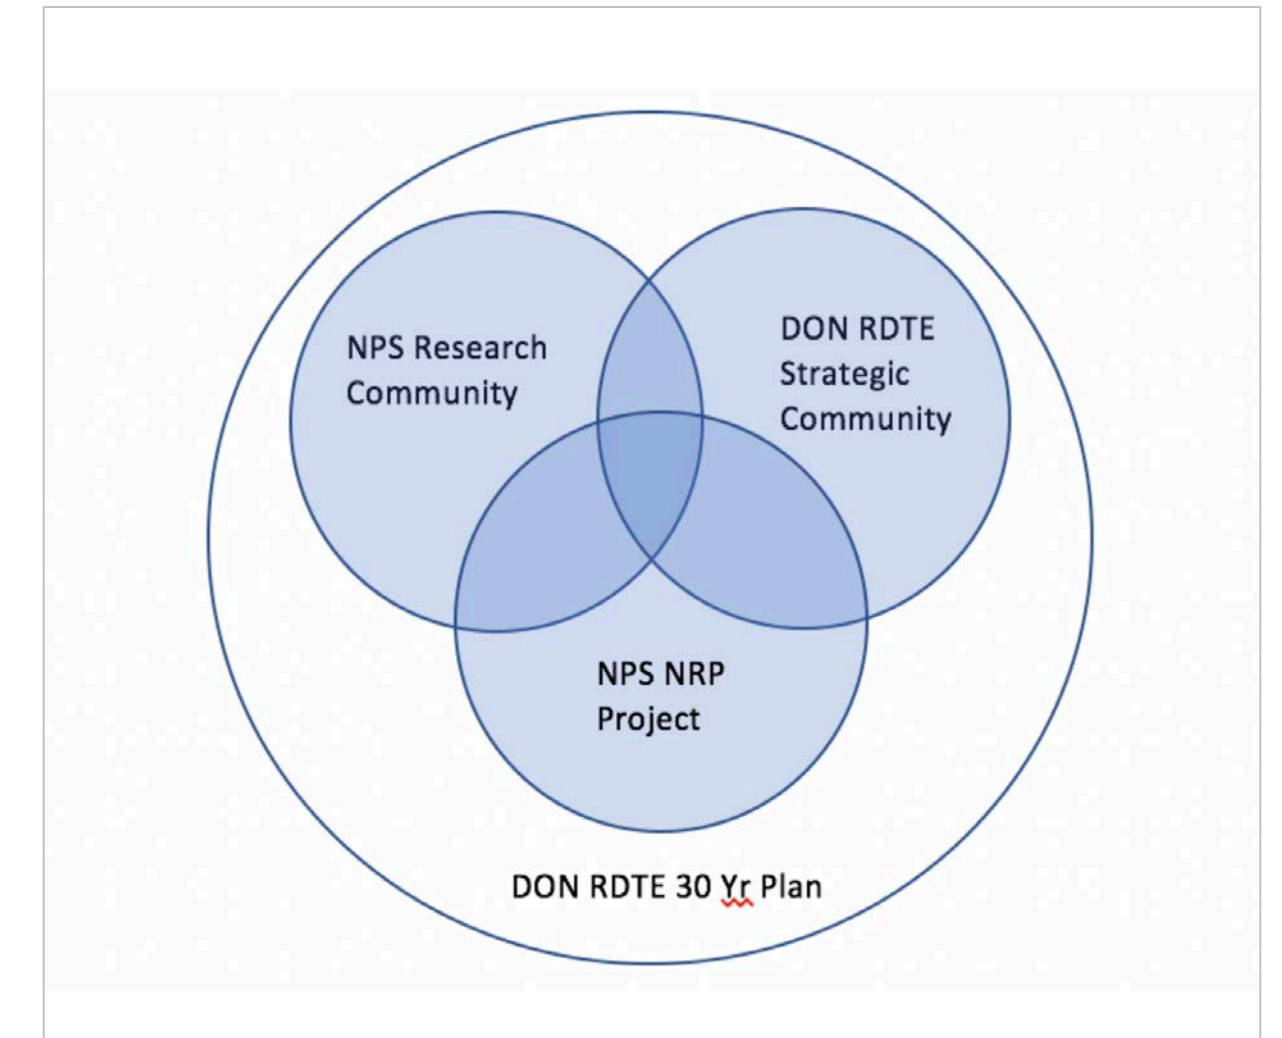 NPS Research
Community
DON RDTE
Strategic
Community
NPS NRP
Project
DON RDTE 30 Yr Plan